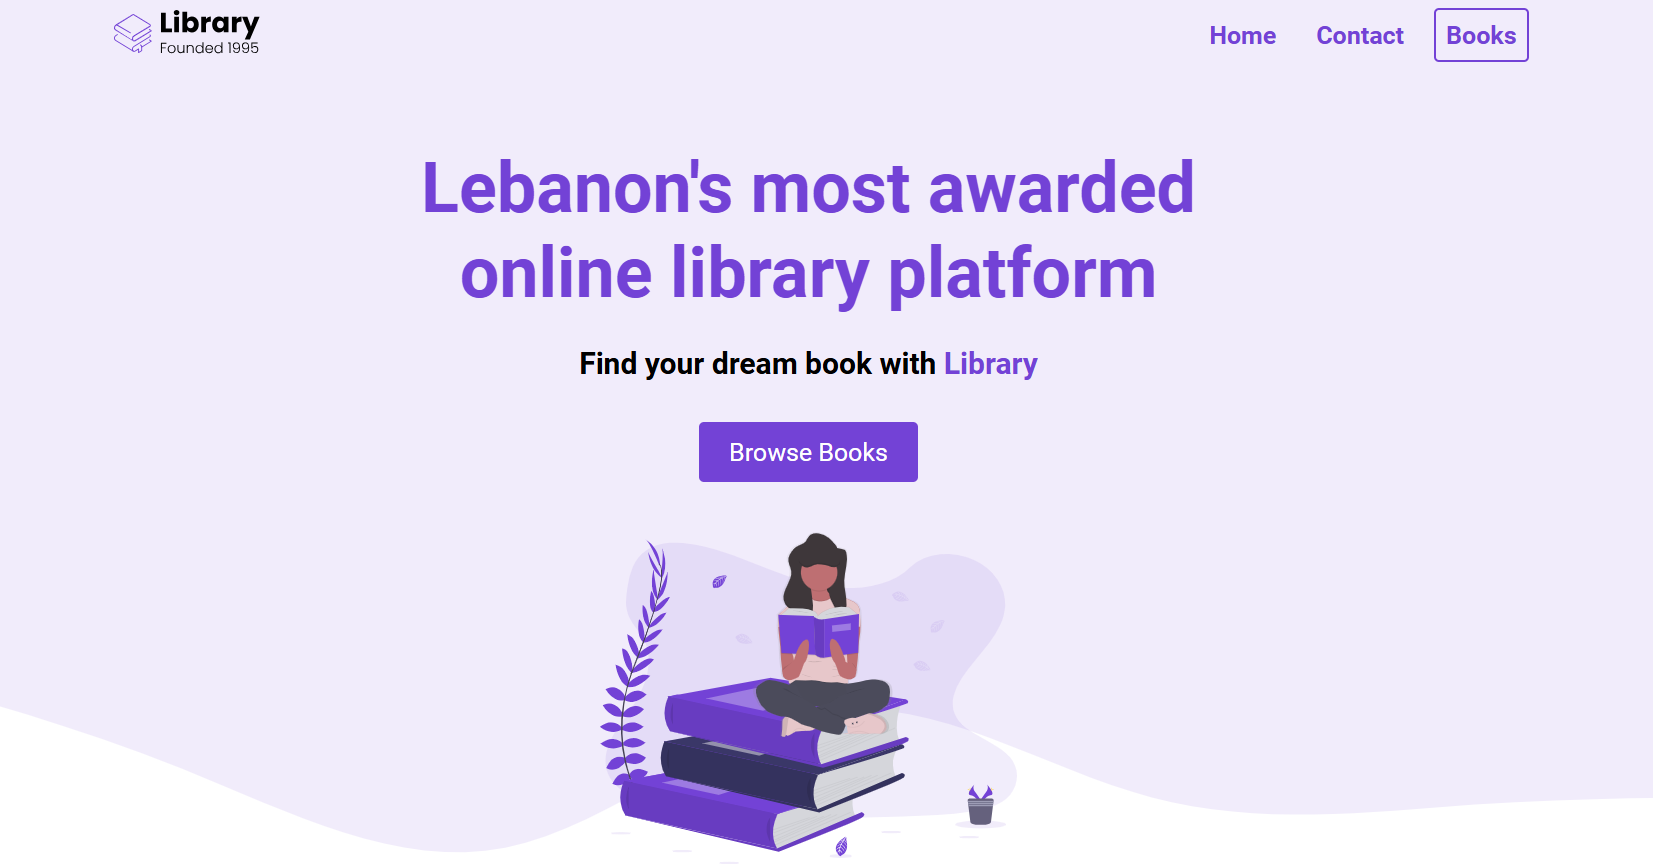 Library
Founded 1995
Home
Contact
Books
Lebanon's most awarded
online library platform
Find your dream book with Library
Browse Books